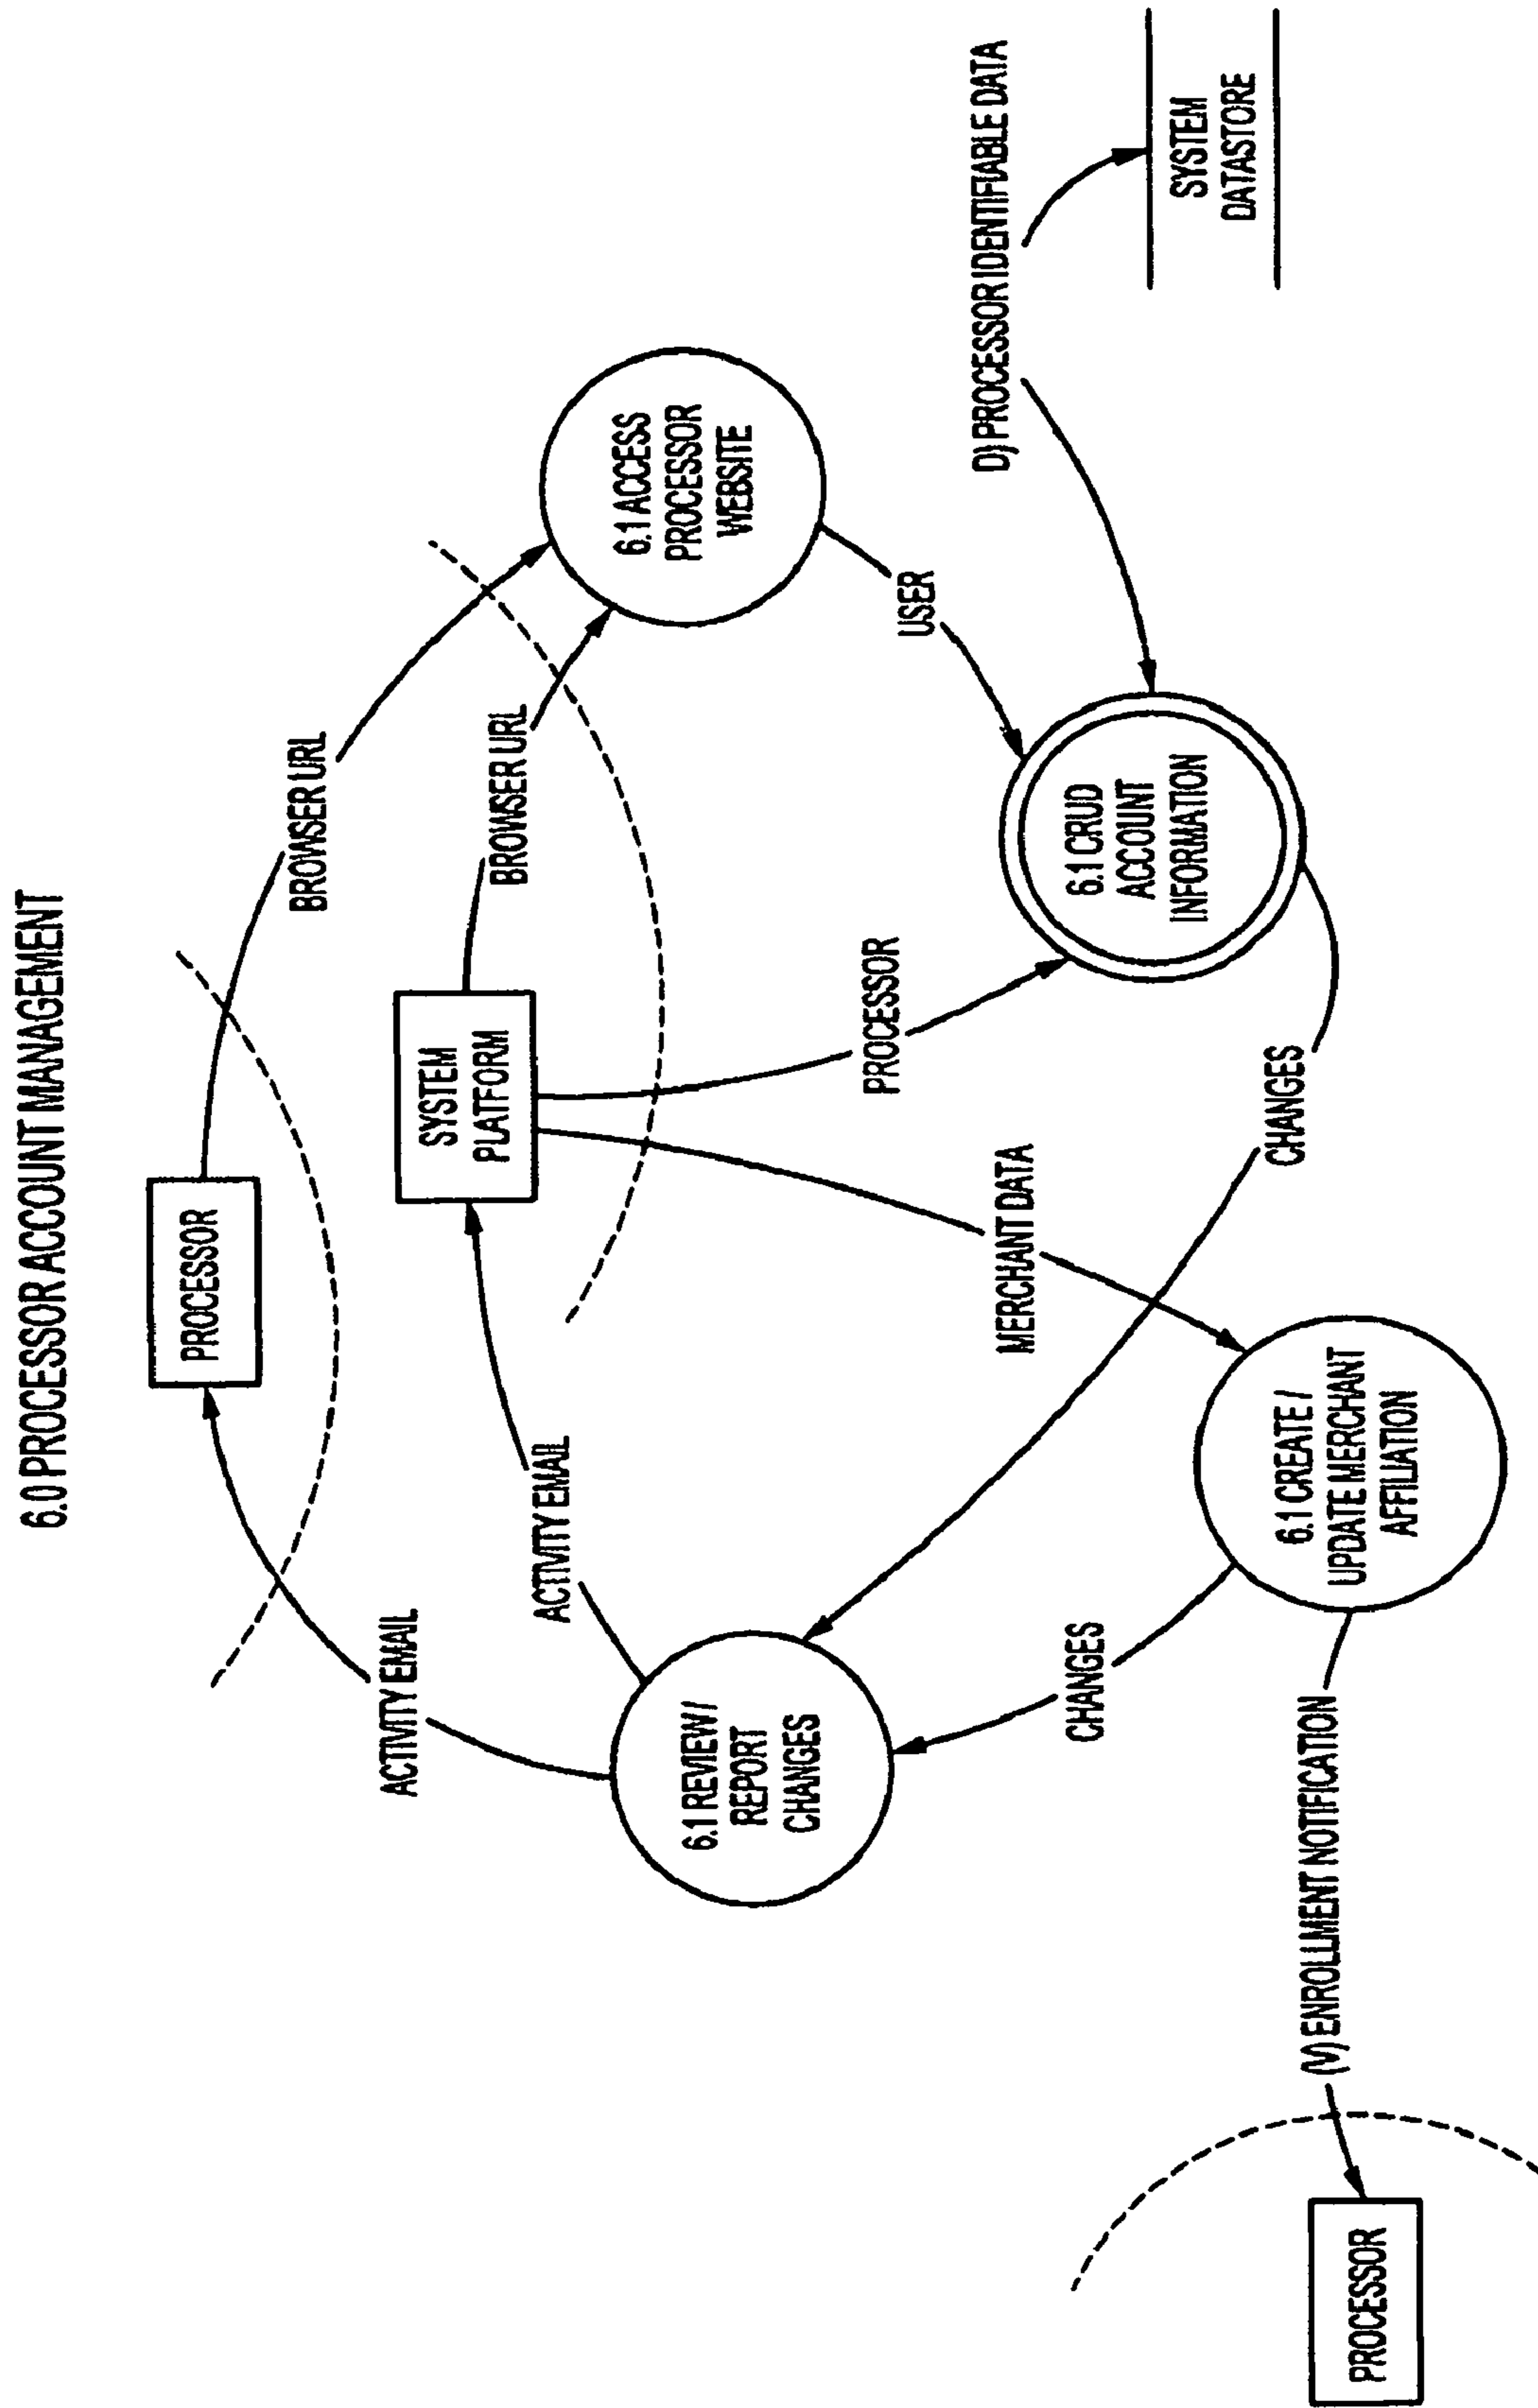 6.0 PROCESSOR ACCOUNT MANAGEMENT
PROCESSOR
BROWSER URL
ACTIVITY EMAIL
SYSTEM
PLATFORM
BROWSER URL
ACTIVITY EMAIL
6.1 ACCESS
PROCESSOR
WEBSITE
6.1 REVIEW /
REPORT
CHANGES
PROCESSOR
USER
D) PROCESSOR IDENTIFIABLE DATA
MERCHANT DATA
CHANGES
6.1 CRUD
ACCOUNT
INFORMATION
SYSTEM
DATASTORE
CHANGES
6.1 CREATE /
UPDATE MERCHANT
AFFILIATION
(V) ENROLLMENT NOTIFICATION
PROCESSOR